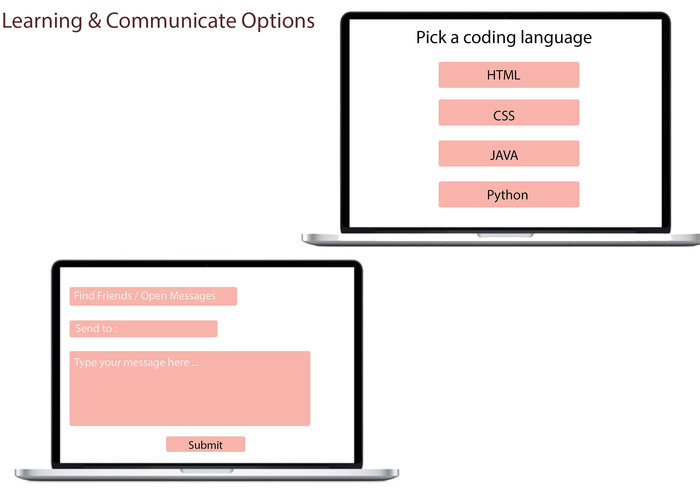 Learning & Communicate Options
Pick a coding language
HTML
CSS
JAVA
Python
Find Friends / Open Messages
Send to :
Type your message here ...
Submit